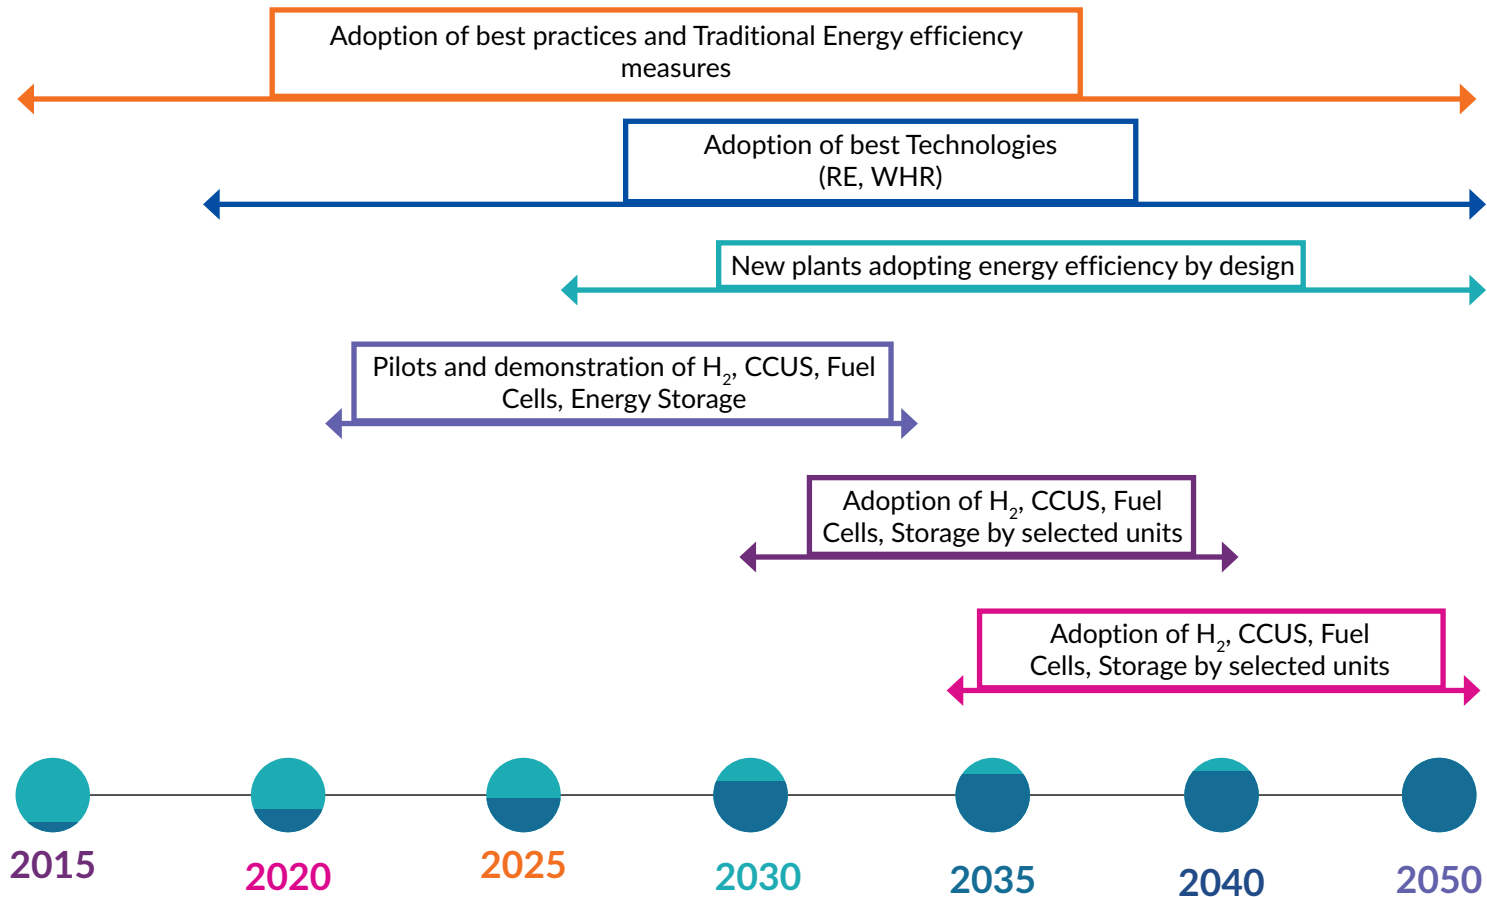 Adoption of best practices and Traditional Energy efficiency
measures
Adoption of best Technologies
(RE, WHR)
New plants adopting energy efficiency by design
Pilots and demonstration of H₂, CCUS, Fuel
Cells, Energy Storage
Adoption of H₂, CCUS, Fuel
Cells, Storage by selected units
Adoption of H₂, CCUS, Fuel
Cells, Storage by selected units
2015
2020
2025
2030
2035
2040
2050